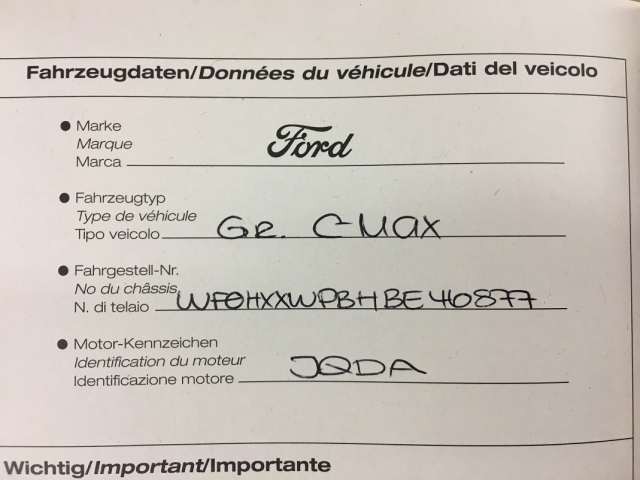 Fahrzeugdaten/Données du véhicule/Dati del veicolo
Marke
Marque
Marca
Ford
Fahrzeugtyp
Type de véhicule
Tipo veicolo
Gr. C-Max
Fahrgestell-Nr.
No du châssis
N. di telaio
WF0HXXWPBHBE40877
Motor-Kennzeichen
Identification du moteur
Identificazione motore
JQDA
Wichtig/Important/Importante